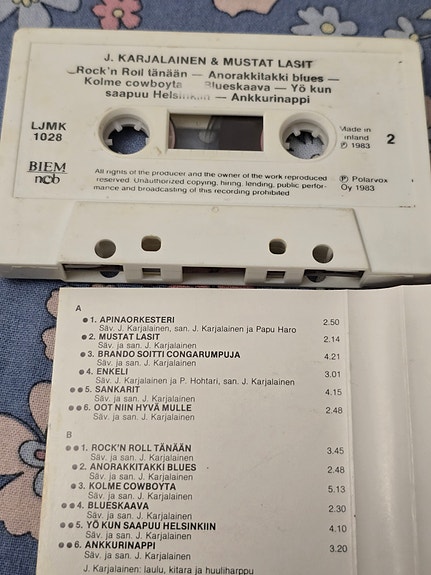 J. KARJALAINEN & MUSTAT LASIT
Rock'n Roll tänään — Anorakkitakki blues —
Kolme cowboyta Blueskaava — Yö kun
saapuu Helsinkiin — Ankkurinappi
LJMK
1028
BIEM
ncb
Made in
Finland
℗ 1983
2
All rights of the producer and the owner of the work reproduced
reserved. Unauthorized copying, hiring, lending, public perfor-
mance and broadcasting of this recording prohibited
℗ Polarvox
Oy 1983
A
●1. APINAORKESTERI 2.50
Säv. J. Karjalainen, san. J. Karjalainen ja Papu Haro
●2. MUSTAT LASIT 2.14
Säv. ja san. J. Karjalainen
●3. BRANDO SOITTI CONGARUMPUJA 4.21
Säv. ja san. J. Karjalainen
●4. ENKELI 3.01
Säv. J. Karjalainen ja P. Hohtari, san. J. Karjalainen
●●5. SANKARIT 4.15
Säv. ja san. J. Karjalainen
●●6. OOT NIIN HYVÄ MULLE 2.48
Säv. ja san. J. Karjalainen
B
●●1. ROCK'N ROLL TÄNÄÄN 3.45
Säv. ja san. J. Karjalainen
●2. ANORAKKITAKKI BLUES 2.48
Säv. ja san. J. Karjalainen
●3. KOLME COWBOYTA 5.13
Säv. ja san. J. Karjalainen
●●4. BLUESKAAVA 2.30
Säv. ja san. J. Karjalainen
●●5. YÖ KUN SAAPUU HELSINKIIN 4.10
Säv. ja san. J. Karjalainen
●●6. ANKKURINAPPI 3.20
Säv. ja san. J. Karjalainen
J. Karjalainen: laulu, kitara ja huuliharppu